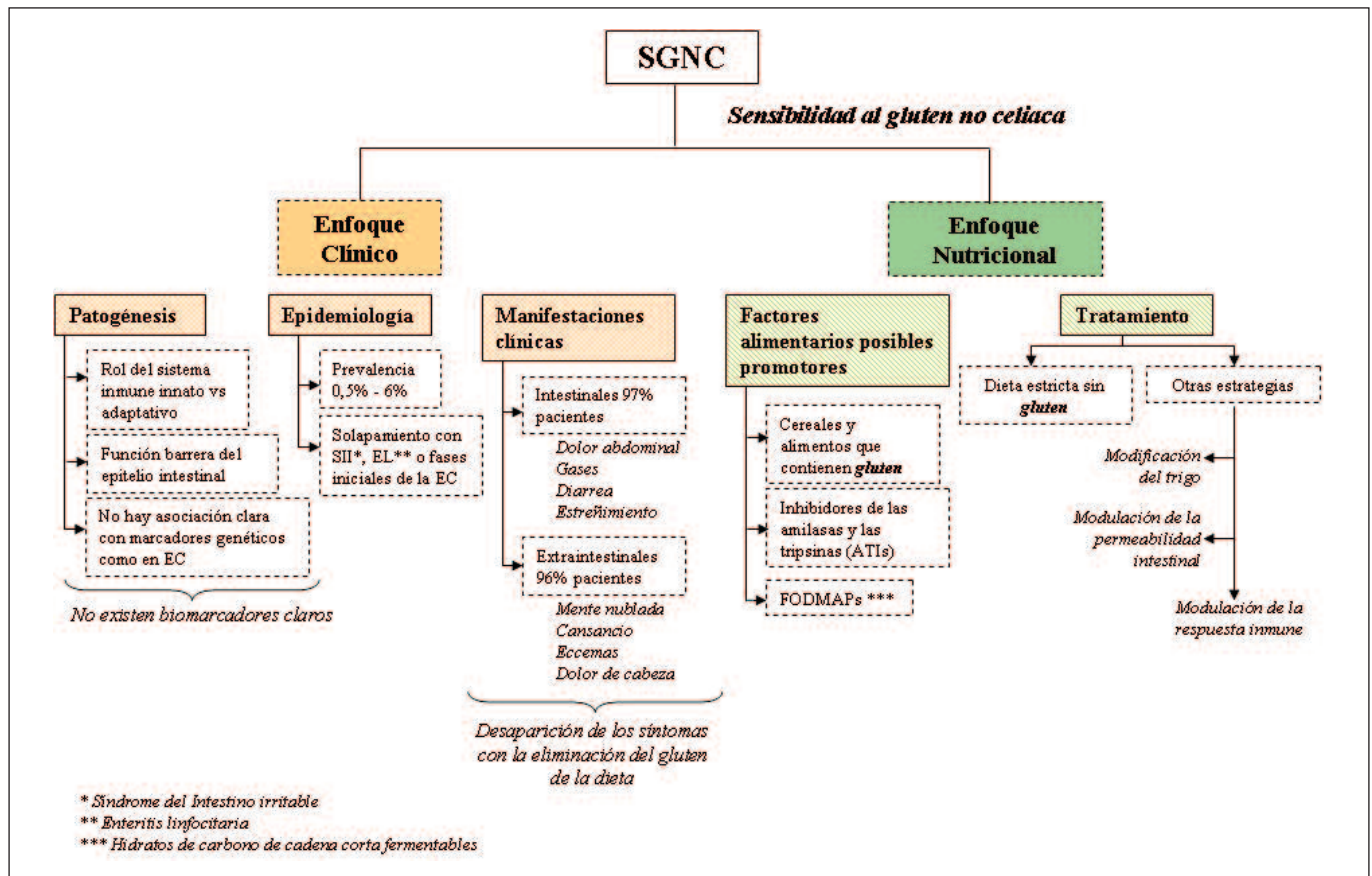 SGNC
Sensibilidad al gluten no celiaca
Enfoque
Clínico
Patogénesis
Rol del sistema
inmune innato vs
adaptativo
Función barrera del
epitelio intestinal
No hay asociación clara
con marcadores genéticos
como en EC
No existen biomarcadores claros
Epidemiología
Prevalencia
0,5% - 6%
Solapamiento con
SII*, EL** o fases
iniciales de la EC
Manifestaciones
clínicas
Intestinales 97%
pacientes
Dolor abdominal
Gases
Diarrea
Estreñimiento
Extraintestinales
96% pacientes
Mente nublada
Cansancio
Eccemas
Dolor de cabeza
Desaparición de los síntomas
con la eliminación del gluten
de la dieta
Enfoque
Nutricional
Factores
alimentarios posibles
promotores
Cereales y
alimentos que
contienen gluten
Inhibidores de las
amilasas y las
tripsinas (ATIs)
FODMAPs ***
Tratamiento
Dieta estricta sin
gluten
Otras estrategias
Modificación
del trigo
Modulación de la
permeabilidad
intestinal
Modulación de la
respuesta inmune
* Síndrome del Intestino irritable
** Enteritis linfocitaria
*** Hidratos de carbono de cadena corta fermentables